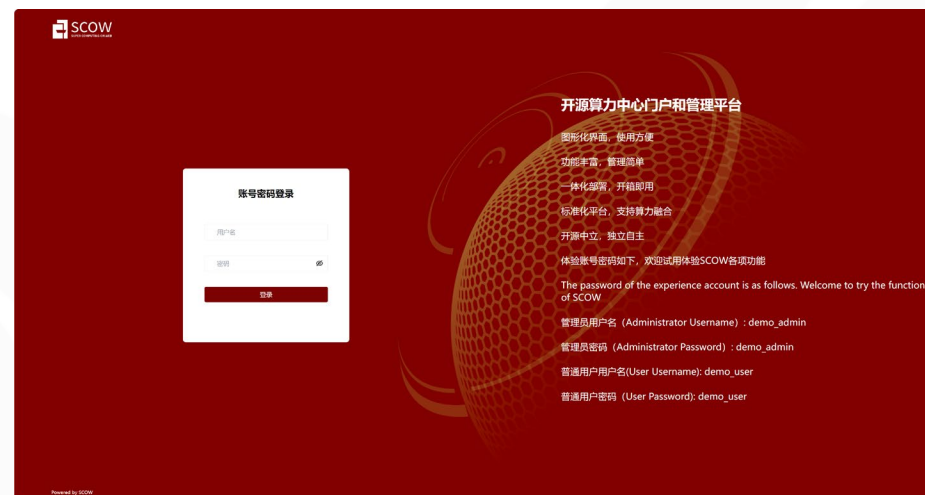 SCOW
SUPER COMPUTING ON WEB
开源算力中心门户和管理平台
图形化界面，使用方便
功能丰富，管理简单
一体化部署，开箱即用
标准化平台，支持算力融合
开源中立，独立自主
体验账号密码如下，欢迎试用体验SCOW各项功能
The password of the experience account is as follows. Welcome to try the function
of SCOW
管理员用户名（Administrator Username）: demo_admin
管理员密码（Administrator Password）: demo_admin
普通用户用户名(User Username): demo_user
普通用户密码（User Password): demo_user
账号密码登录
用户名
密码
登录
Powered by SCOW